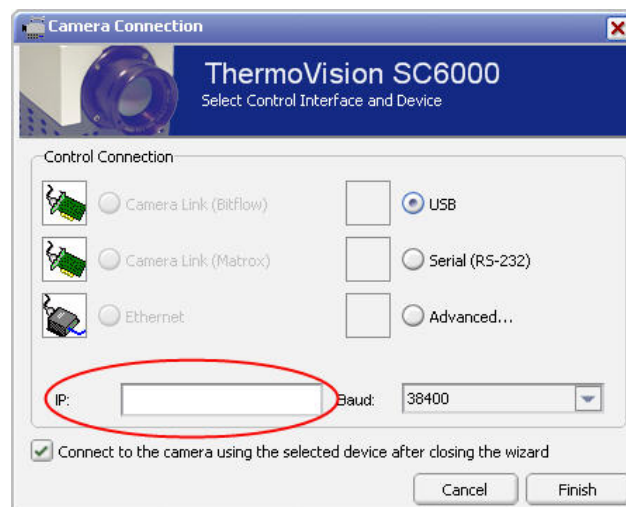 Camera Connection
ThermoVision SC6000
Select Control Interface and Device
Control Connection
Camera Link (Bitflow)
USB
Camera Link (Matrox)
Serial (RS-232)
Ethernet
Advanced...
IP:
Baud:
38400
Connect to the camera using the selected device after closing the wizard
Cancel
Finish